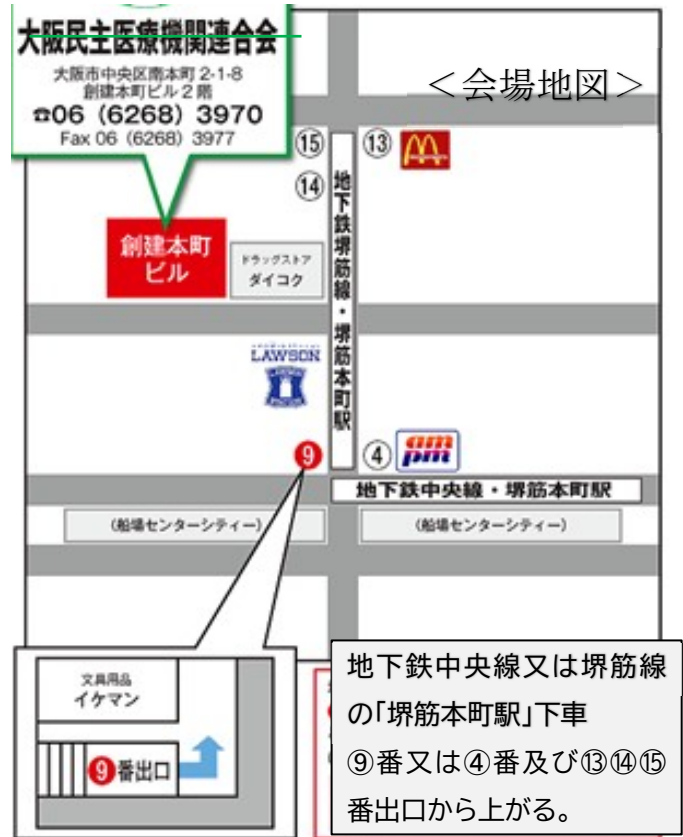 大阪民主医療機関連合会
大阪市中央区南本町 2-1-8
創建本町ビル 2 階
☎06 (6268) 3970
Fax 06 (6268) 3977
＜会場地図＞
⑮
⑬
⑭
地下鉄堺筋線・堺筋本町駅
創建本町
ビル
ドラッグストア
ダイコク
LAWSON
❾
④
am
pm
地下鉄中央線・堺筋本町駅
(船場センターシティー)
(船場センターシティー)
文具用品
イケマン
❾番出口
地下鉄中央線又は堺筋線
の｢堺筋本町駅｣下車
⑨番又は④番及び⑬⑭⑮
番出口から上がる。